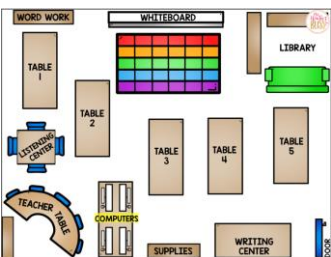 WORD WORK
WHITEBOARD
LIBRARY
TABLE
1
TABLE
2
TABLE
3
TABLE
4
TABLE
5
LISTENING
CENTER
TEACHER TABLE
COMPUTERS
SUPPLIES
WRITING
CENTER
DOOR